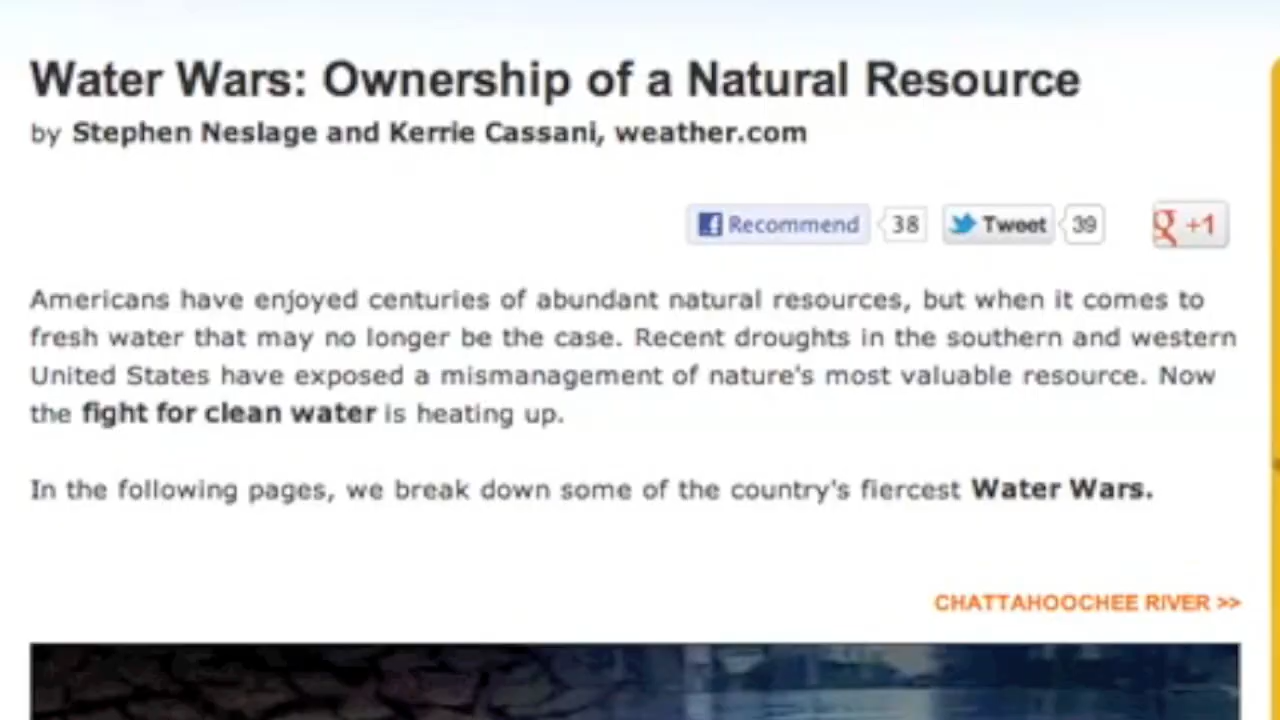 Water Wars: Ownership of a Natural Resource
by Stephen Neslage and Kerrie Cassani, weather.com
Recommend 38 Tweet 39 g +1
Americans have enjoyed centuries of abundant natural resources, but when it comes to
fresh water that may no longer be the case. Recent droughts in the southern and western
United States have exposed a mismanagement of nature's most valuable resource. Now
the fight for clean water is heating up.
In the following pages, we break down some of the country's fiercest Water Wars.
CHATTAHOOCHEE RIVER >>